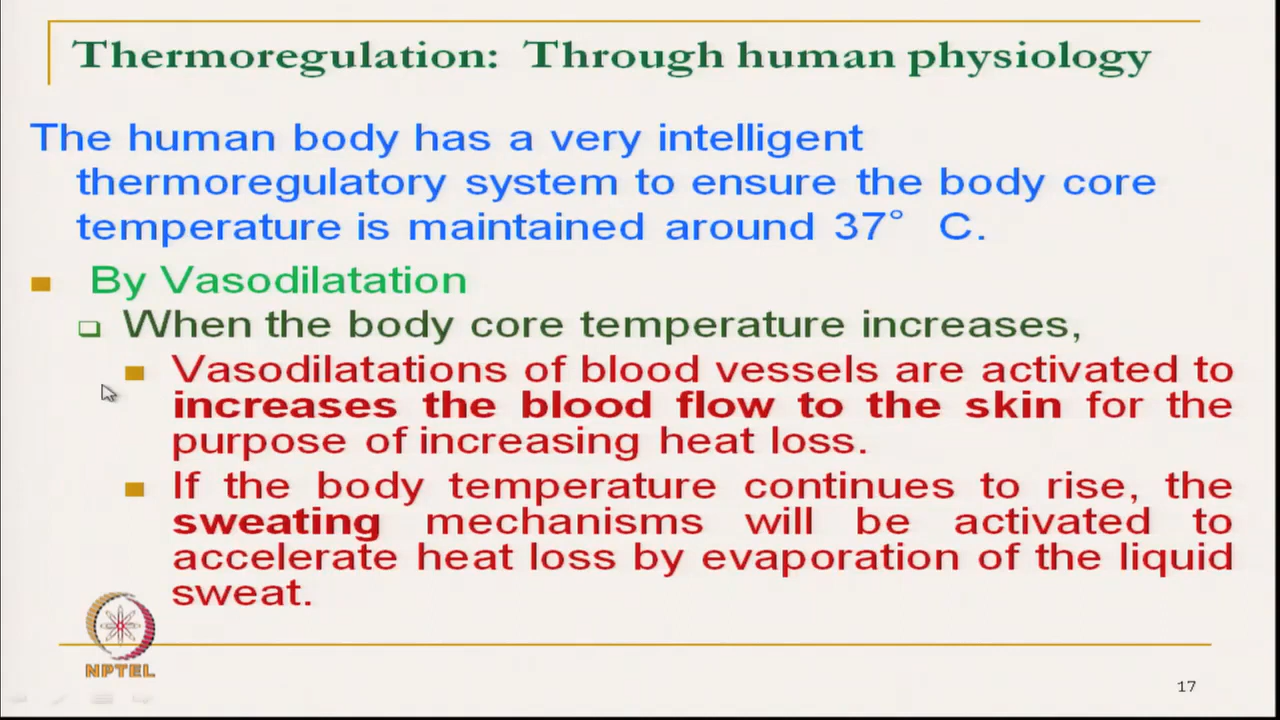 Thermoregulation: Through human physiology
The human body has a very intelligent
thermoregulatory system to ensure the body core
temperature is maintained around 37° C.
By Vasodilatation
When the body core temperature increases,
Vasodilatations of blood vessels are activated to
increases the blood flow to the skin for the
purpose of increasing heat loss.
If the body temperature continues to rise, the
sweating mechanisms will be activated to
accelerate heat loss by evaporation of the liquid
sweat.
NPTEL
17